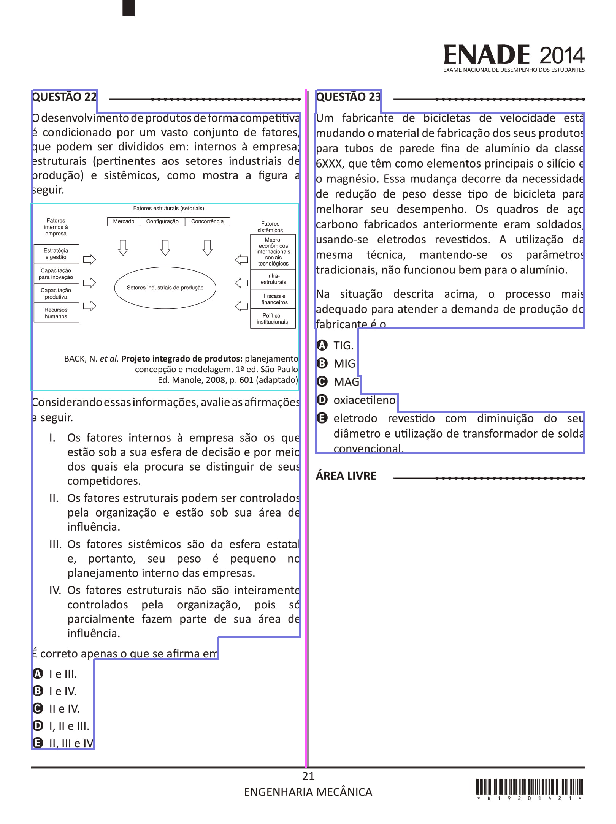 ENADE 2014
EXAME NACIONAL DE DESEMPENHO DOS ESTUDANTES
QUESTÃO 22
O desenvolvimento de produtos de forma competitiva
é condicionado por um vasto conjunto de fatores,
que podem ser divididos em: internos à empresa;
estruturais (pertinentes aos setores industriais de
produção) e sistêmicos, como mostra a figura a
seguir.
Fatores estruturais (setoriais)
Fatores
internos à
empresa
Mercado
Configuração
Concorrência
Fatores
sistêmicos
Estratégia
e gestão
Capacitação
para inovação
Capacitação
produtiva
Recursos
humanos
Setores industriais de produção
Macro-
econômicos
internacionais
sociais
tecnológicos
Infra-
estruturais
Fiscais e
financeiros
Político-
institucionais
BACK, N. et al. Projeto integrado de produtos: planejamento,
concepção e modelagem. 1ª ed. São Paulo
Ed. Manole, 2008, p. 601 (adaptado)
Considerando essas informações, avalie as afirmações
a seguir.
I. Os fatores internos à empresa são os que
estão sob a sua esfera de decisão e por meio
dos quais ela procura se distinguir de seus
competidores.
II. Os fatores estruturais podem ser controlados
pela organização e estão sob sua área de
influência.
III. Os fatores sistêmicos são da esfera estatal
e, portanto, seu peso é pequeno no
planejamento interno das empresas.
IV. Os fatores estruturais não são inteiramente
controlados pela organização, pois só
parcialmente fazem parte de sua área de
influência.
É correto apenas o que se afirma em
A I e III.
B I e IV.
C II e IV.
D I, II e III.
E II, III e IV
QUESTÃO 23
Um fabricante de bicicletas de velocidade está
mudando o material de fabricação dos seus produtos
para tubos de parede fina de alumínio da classe
6XXX, que têm como elementos principais o silício e
o magnésio. Essa mudança decorre da necessidade
de redução de peso desse tipo de bicicleta para
melhorar seu desempenho. Os quadros de aço
carbono fabricados anteriormente eram soldados,
usando-se eletrodos revestidos. A utilização da
mesma técnica, mantendo-se os parâmetros
tradicionais, não funcionou bem para o alumínio.
Na situação descrita acima, o processo mais
adequado para atender a demanda de produção do
fabricante é o
A TIG.
B MIG
C MAG
D oxiacetileno
E eletrodo revestido com diminuição do seu
diâmetro e utilização de transformador de solda
convencional.
ÁREA LIVRE
21
ENGENHARIA MECÂNICA